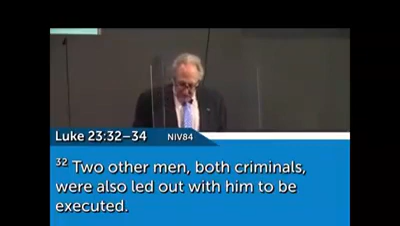 Luke 23:32–34 NIV84
³² Two other men, both criminals,
were also led out with him to be
executed.